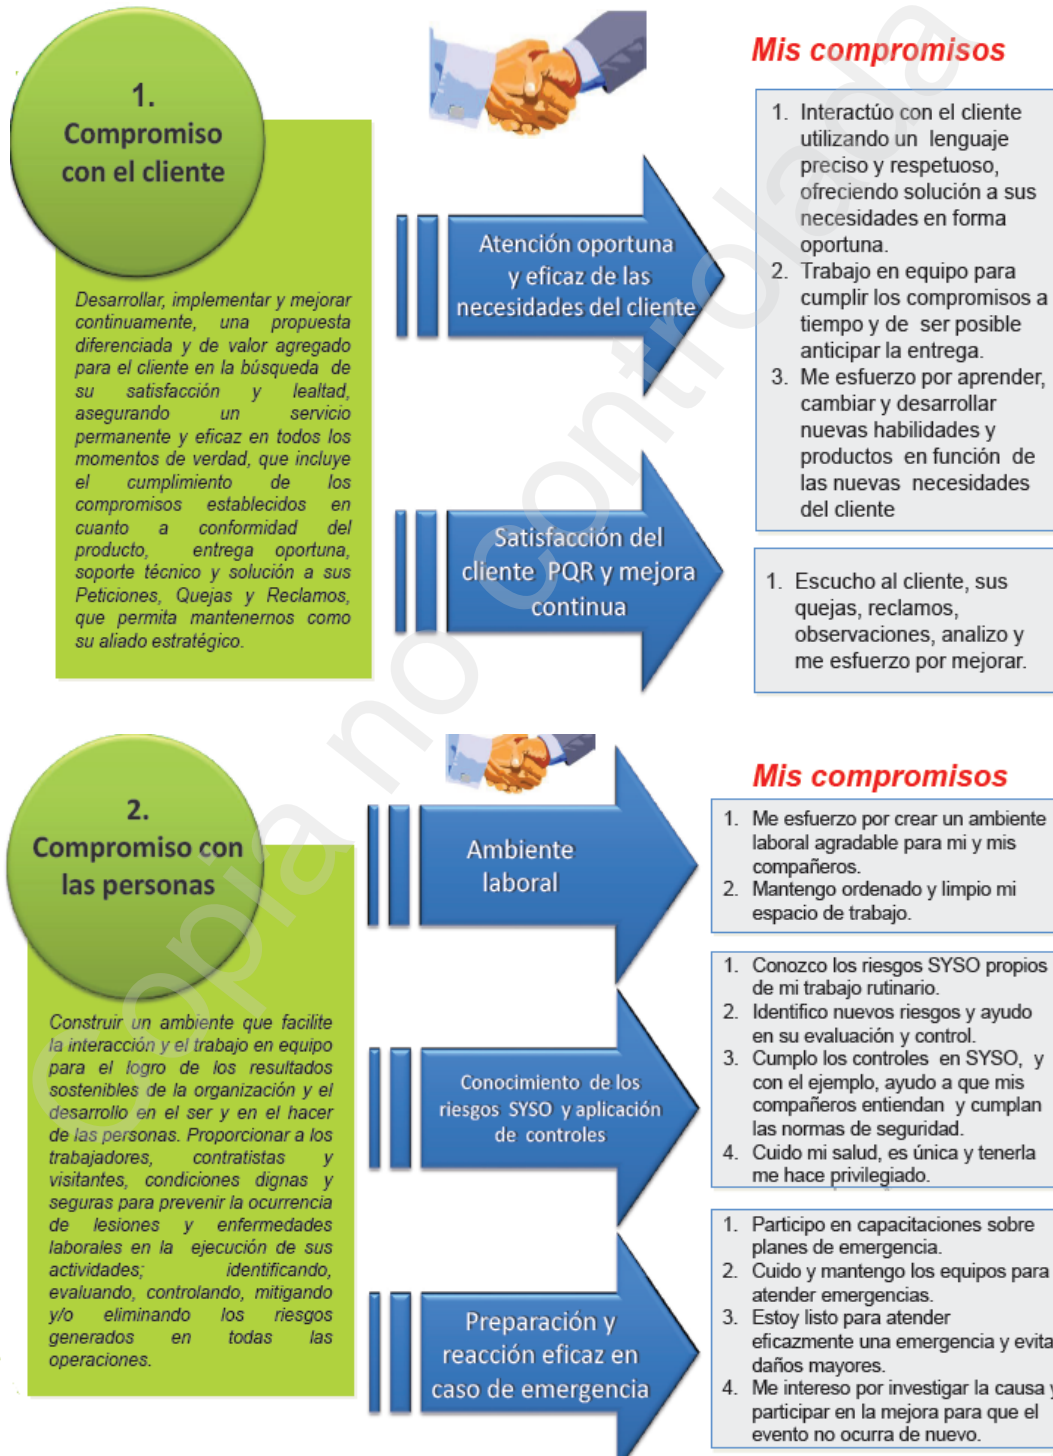 1.
Compromiso
con el cliente
Desarrollar, implementar y mejorar
continuamente, una propuesta
diferenciada y de valor agregado
para el cliente en la búsqueda de
su satisfacción y lealtad,
asegurando un servicio
permanente y eficaz en todos los
momentos de verdad, que incluye
el cumplimiento de los
compromisos establecidos en
cuanto a conformidad del
producto, entrega oportuna,
soporte técnico y solución a sus
Peticiones, Quejas y Reclamos,
que permita mantenernos como
su aliado estratégico.
Atención oportuna
y eficaz de las
necesidades del cliente
Satisfacción del
cliente PQR y mejora
continua
Mis compromisos
1. Interactúo con el cliente
utilizando un lenguaje
preciso y respetuoso,
ofreciendo solución a sus
necesidades en forma
oportuna.
2. Trabajo en equipo para
cumplir los compromisos a
tiempo y de ser posible
anticipar la entrega.
3. Me esfuerzo por aprender,
cambiar y desarrollar
nuevas habilidades y
productos en función de
las nuevas necesidades
del cliente
1. Escucho al cliente, sus
quejas, reclamos,
observaciones, analizo y
me esfuerzo por mejorar.
2.
Compromiso con
las personas
Construir un ambiente que facilite
la interacción y el trabajo en equipo
para el logro de los resultados
sostenibles de la organización y el
desarrollo en el ser y en el hacer
de las personas. Proporcionar a los
trabajadores, contratistas y
visitantes, condiciones dignas y
seguras para prevenir la ocurrencia
de lesiones y enfermedades
laborales en la ejecución de sus
actividades; identificando,
evaluando, controlando, mitigando
y/o eliminando los riesgos
generados en todas las
operaciones.
Ambiente
laboral
Conocimiento de los
riesgos SYSO y aplicación
de controles
Preparación y
reacción eficaz en
caso de emergencia
Mis compromisos
1. Me esfuerzo por crear un ambiente
laboral agradable para mi y mis
compañeros.
2. Mantengo ordenado y limpio mi
espacio de trabajo.
1. Conozco los riesgos SYSO propios
de mi trabajo rutinario.
2. Identifico nuevos riesgos y ayudo
en su evaluación y control.
3. Cumplo los controles en SYSO, y
con el ejemplo, ayudo a que mis
compañeros entiendan y cumplan
las normas de seguridad.
4. Cuido mi salud, es única y tenerla
me hace privilegiado.
1. Participo en capacitaciones sobre
planes de emergencia.
2. Cuido y mantengo los equipos para
atender emergencias.
3. Estoy listo para atender
eficazmente una emergencia y evita
daños mayores.
4. Me intereso por investigar la causa y
participar en la mejora para que el
evento no ocurra de nuevo.
Copia no controlada